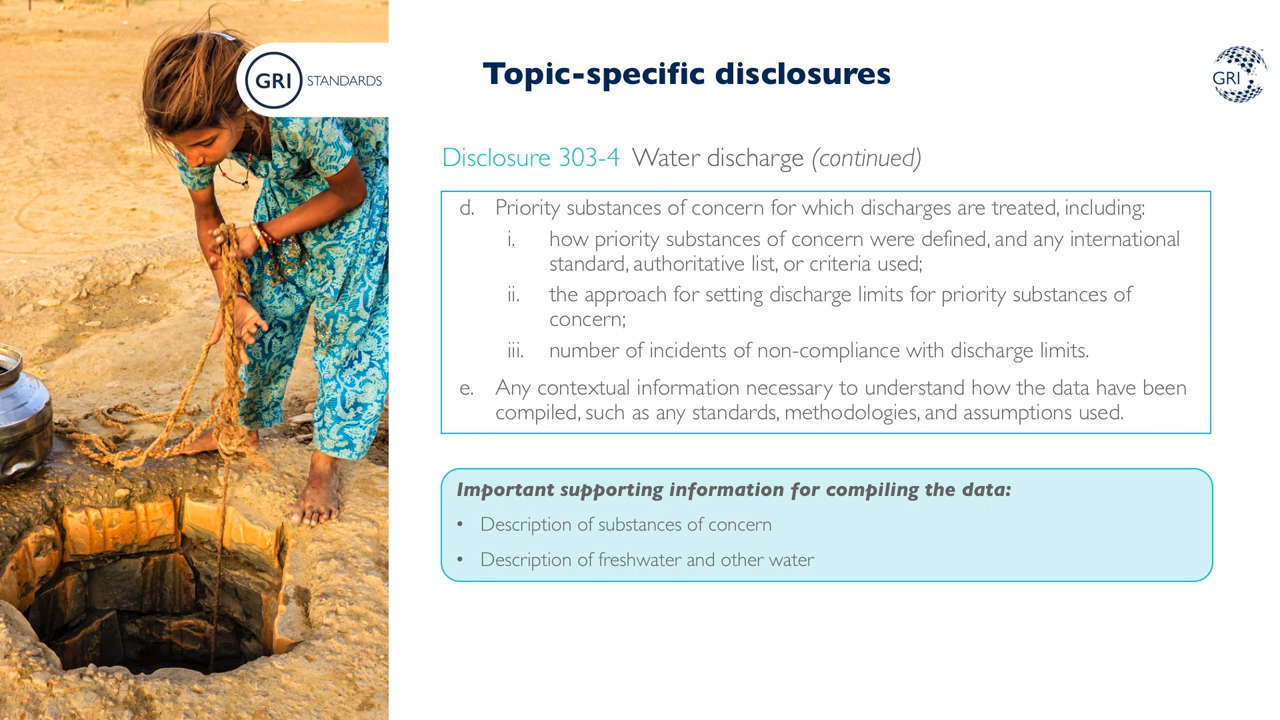 GRI STANDARDS
Topic-specific disclosures
GRI
Disclosure 303-4 Water discharge (continued)
d. Priority substances of concern for which discharges are treated, including:
i. how priority substances of concern were defined, and any international
standard, authoritative list, or criteria used;
ii. the approach for setting discharge limits for priority substances of
concern;
iii. number of incidents of non-compliance with discharge limits.
e. Any contextual information necessary to understand how the data have been
compiled, such as any standards, methodologies, and assumptions used.
Important supporting information for compiling the data:
• Description of substances of concern
• Description of freshwater and other water